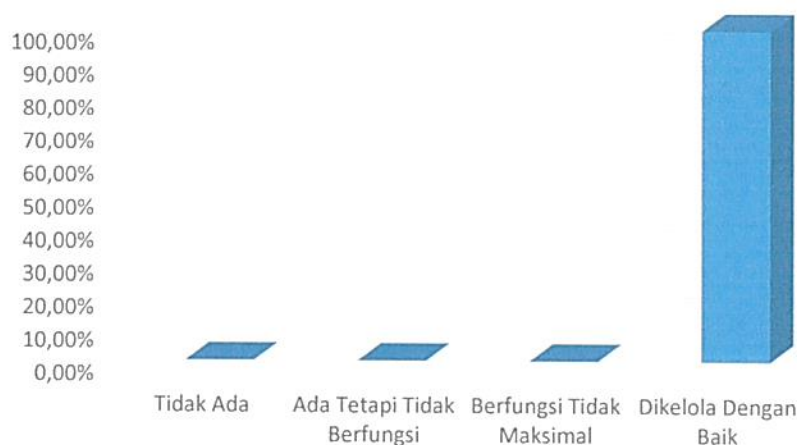 100,00%
90,00%
80,00%
70,00%
60,00%
50,00%
40,00%
30,00%
20,00%
10,00%
0,00%
Tidak Ada
Ada Tetapi Tidak
Berfungsi
Berfungsi Tidak
Maksimal
Dikelola Dengan
Baik